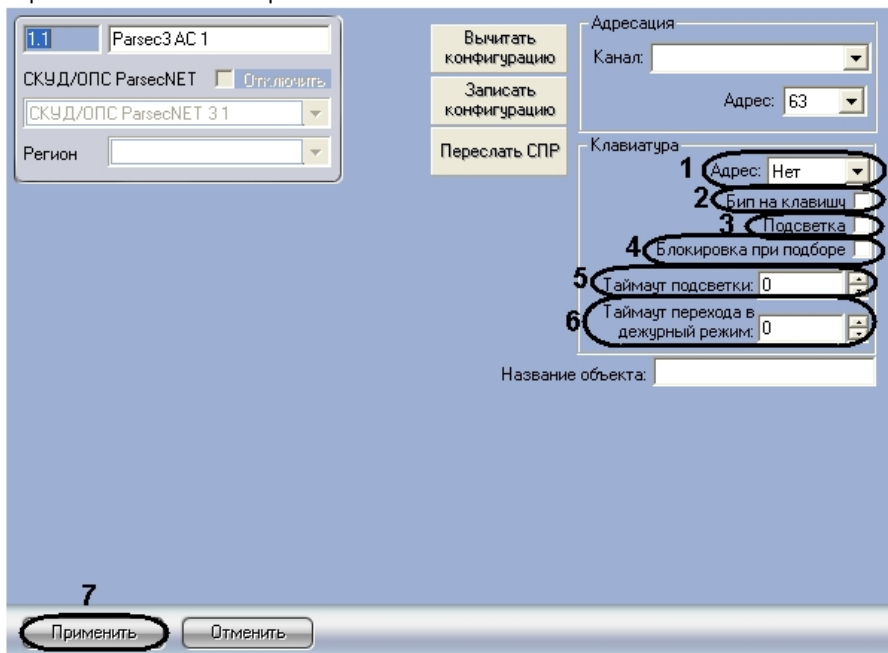 1.1 Parsec3 AC 1
СКУД/ОПС ParsecNET Отключить
СКУД/ОПС ParsecNET 3 1
Регион
Вычитать
конфигурацию
Записать
конфигурацию
Переслать СПР
Адресация
Канал:
Адрес: 63
Клавиатура
1 Адрес: Нет
2 Бип на клавишу
3 Подсветка
4 Блокировка при подборе
5 Таймаут подсветки: 0
Таймаут перехода в
6 дежурный режим: 0
Название объекта:
7
Применить Отменить